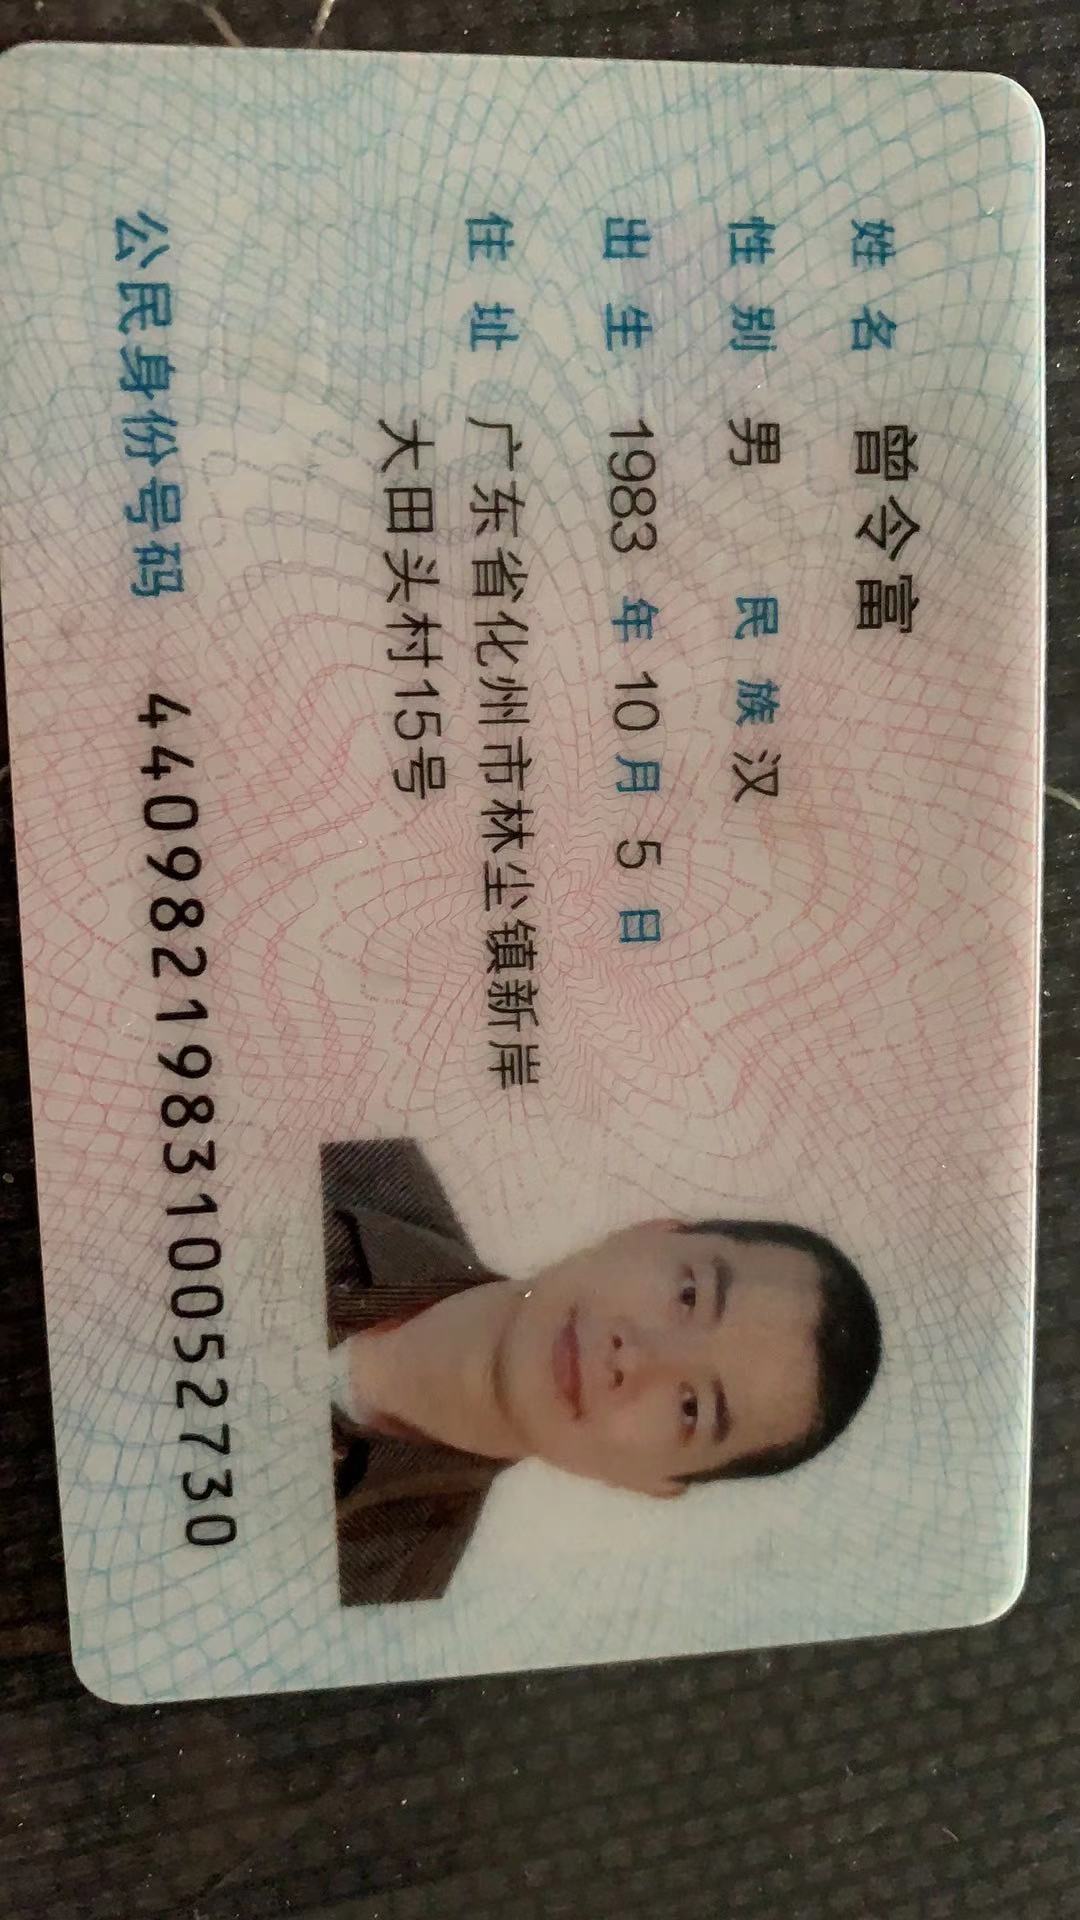 姓名 曾令富
性别 男 民族 汉
出生 1983 年 10 月 5 日
住址 广东省化州市林尘镇新岸
大田头村15号
公民身份号码 440982198310052730